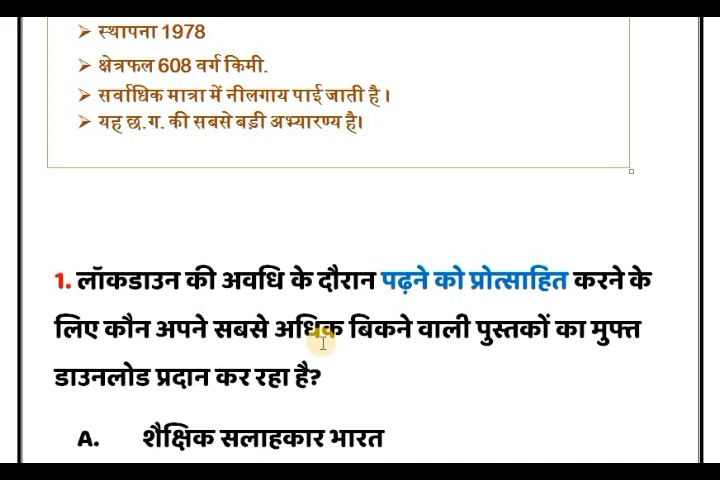 ➢ स्थापना 1978
➢ क्षेत्रफल 608 वर्ग किमी.
➢ सर्वाधिक मात्रा में नीलगाय पाई जाती है ।
➢ यह छ.ग. की सबसे बड़ी अभ्यारण्य है।
1. लॉकडाउन की अवधि के दौरान पढ़ने को प्रोत्साहित करने के
लिए कौन अपने सबसे अधिक बिकने वाली पुस्तकों का मुफ्त
डाउनलोड प्रदान कर रहा है?
A. शैक्षिक सलाहकार भारत